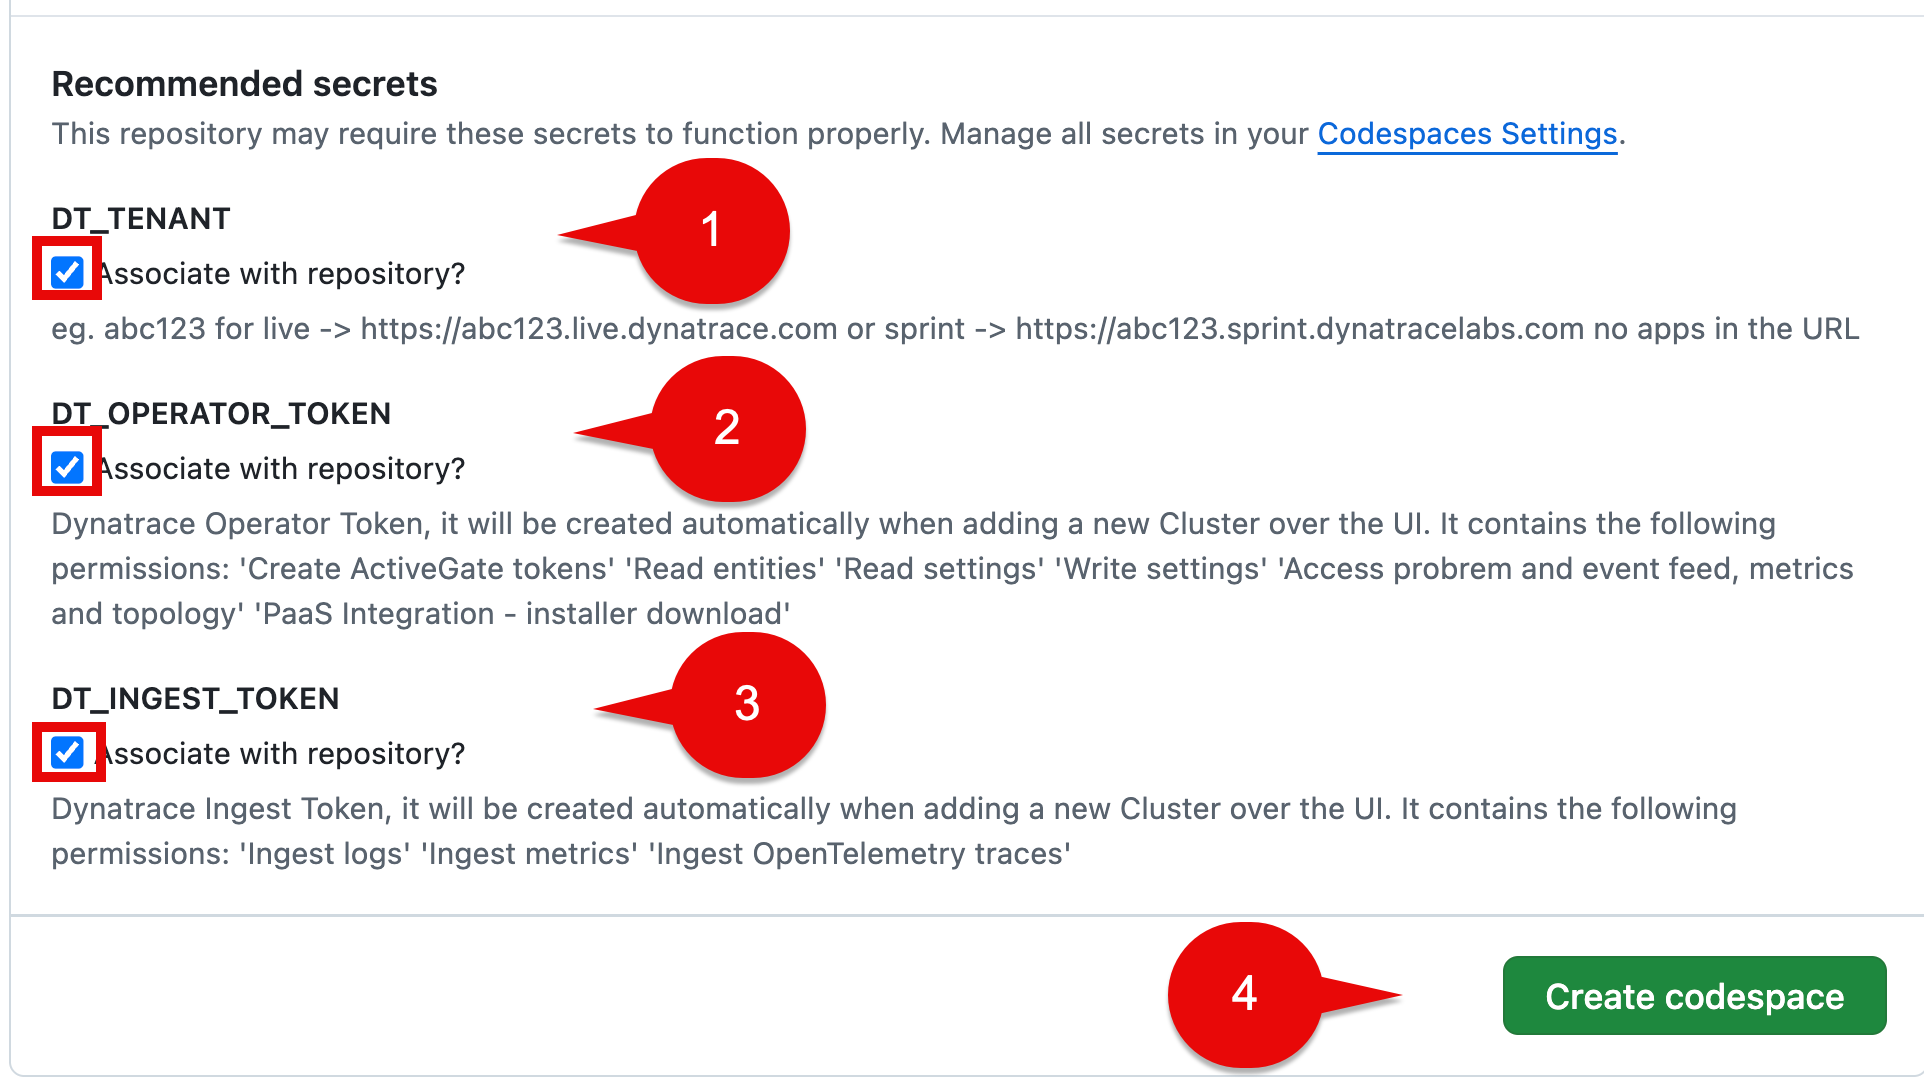 Recommended secrets
This repository may require these secrets to function properly. Manage all secrets in your Codespaces Settings.
DT_TENANT
1
Associate with repository?
eg. abc123 for live -> https://abc123.live.dynatrace.com or sprint -> https://abc123.sprint.dynatracelabs.com no apps in the URL
DT_OPERATOR_TOKEN
2
Associate with repository?
Dynatrace Operator Token, it will be created automatically when adding a new Cluster over the UI. It contains the following
permissions: 'Create ActiveGate tokens' 'Read entities' 'Read settings' 'Write settings' 'Access probrem and event feed, metrics
and topology' 'PaaS Integration - installer download'
DT_INGEST_TOKEN
3
Associate with repository?
Dynatrace Ingest Token, it will be created automatically when adding a new Cluster over the UI. It contains the following
permissions: 'Ingest logs' 'Ingest metrics' 'Ingest OpenTelemetry traces'
4
Create codespace